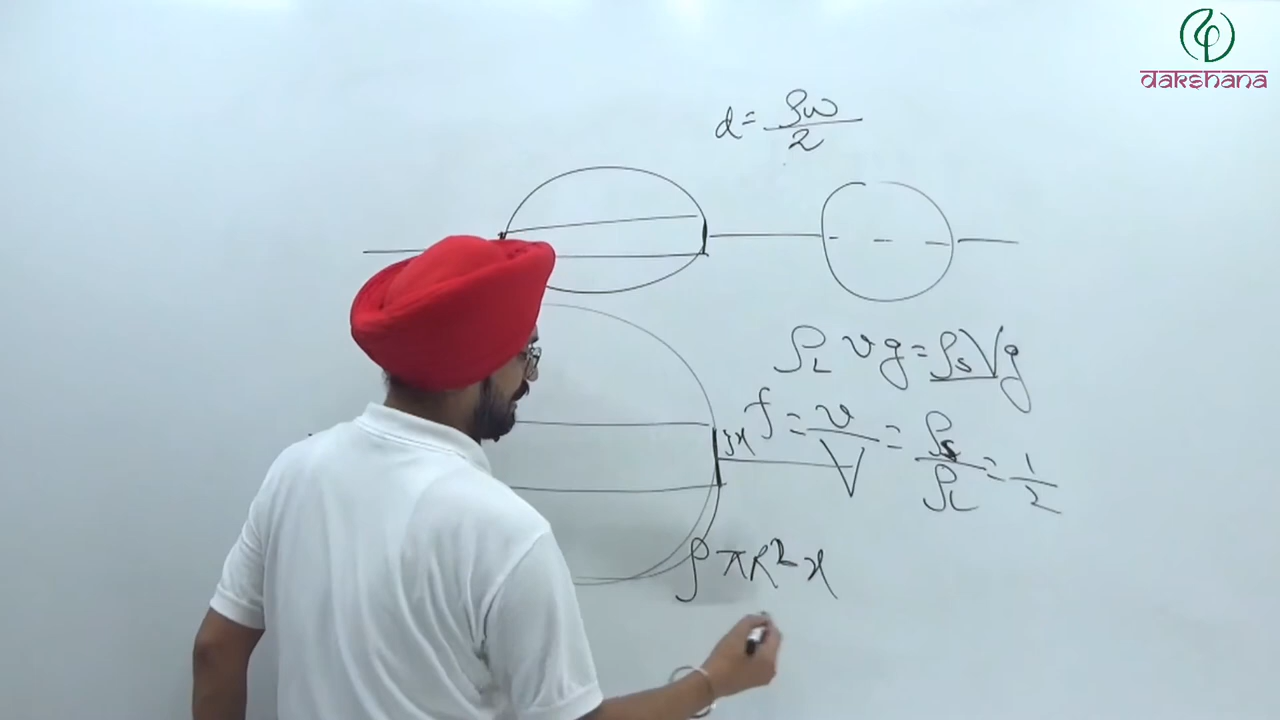 dakshana
d = ρw / 2
ρL v g = ρs V g
f = v / V = ρs / ρL = 1 / 2
}x
ρ π R² x